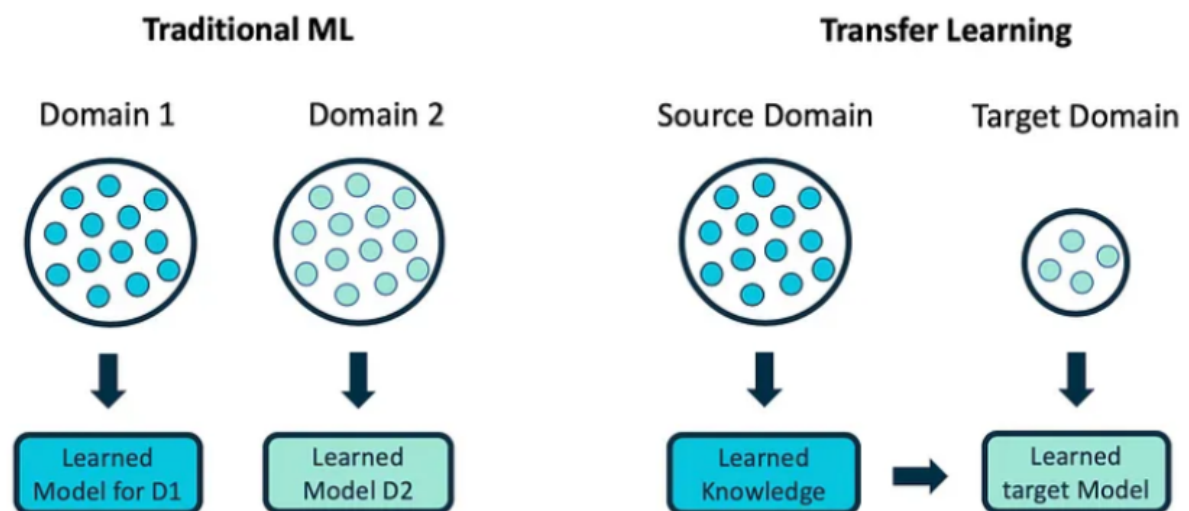 Traditional ML
Transfer Learning
Domain 1
Domain 2
Source Domain
Target Domain
Learned
Model for D1
Learned
Model D2
Learned
Knowledge
Learned
target Model